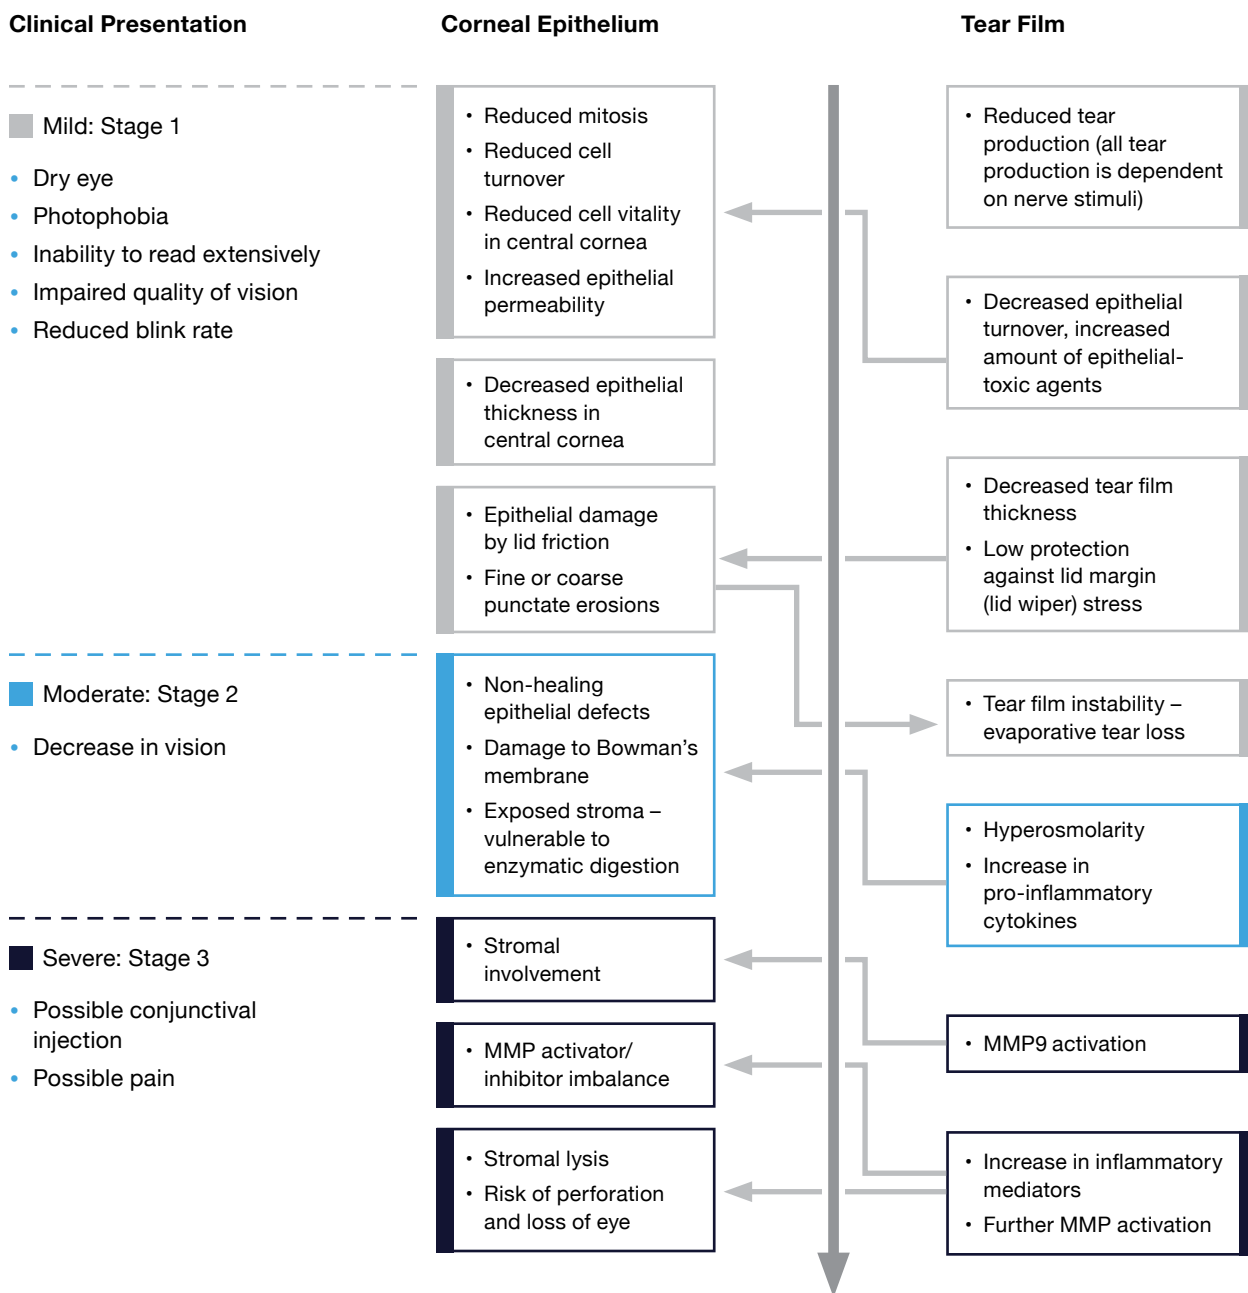 Clinical Presentation
Corneal Epithelium
Tear Film
Mild: Stage 1
• Dry eye
• Photophobia
• Inability to read extensively
• Impaired quality of vision
• Reduced blink rate
• Reduced mitosis
• Reduced cell
turnover
• Reduced cell vitality
in central cornea
• Increased epithelial
permeability
• Decreased epithelial
thickness in
central cornea
• Epithelial damage
by lid friction
• Fine or coarse
punctate erosions
• Reduced tear
production (all tear
production is dependent
on nerve stimuli)
• Decreased epithelial
turnover, increased
amount of epithelial-
toxic agents
• Decreased tear film
thickness
• Low protection
against lid margin
(lid wiper) stress
• Tear film instability –
evaporative tear loss
Moderate: Stage 2
• Decrease in vision
• Non-healing
epithelial defects
• Damage to Bowman’s
membrane
• Exposed stroma –
vulnerable to
enzymatic digestion
• Hyperosmolarity
• Increase in
pro-inflammatory
cytokines
Severe: Stage 3
• Possible conjunctival
injection
• Possible pain
• Stromal
involvement
• MMP activator/
inhibitor imbalance
• Stromal lysis
• Risk of perforation
and loss of eye
• MMP9 activation
• Increase in inflammatory
mediators
• Further MMP activation